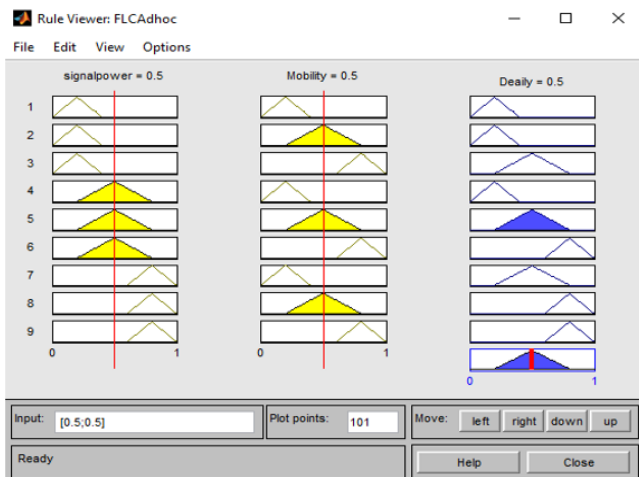 Rule Viewer: FLCAdhoc
File Edit View Options
signalpower = 0.5 Mobility = 0.5 Deaily = 0.5
1
2
3
4
5
6
7
8
9
0 1 0 1
0 1
Input: [0.5;0.5] Plot points: 101 Move: left right down up
Ready Help Close